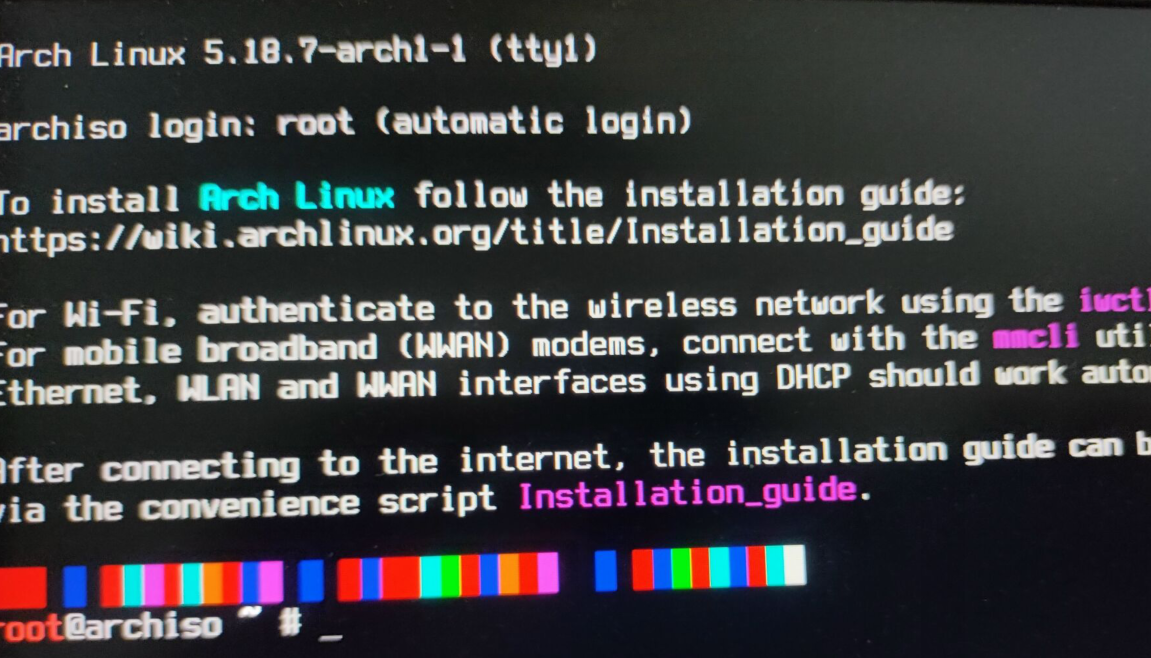 Arch Linux 5.18.7-arch1-1 (tty1)
archiso login: root (automatic login)
To install Arch Linux follow the installation guide:
https://wiki.archlinux.org/title/Installation_guide
For Wi-Fi, authenticate to the wireless network using the iwctl
For mobile broadband (WWAN) modems, connect with the mmcli
Ethernet, WLAN and WWAN interfaces using DHCP should work
After connecting to the internet, the installation guide can
via the convenience script Installation_guide.
root@archiso ~ # _